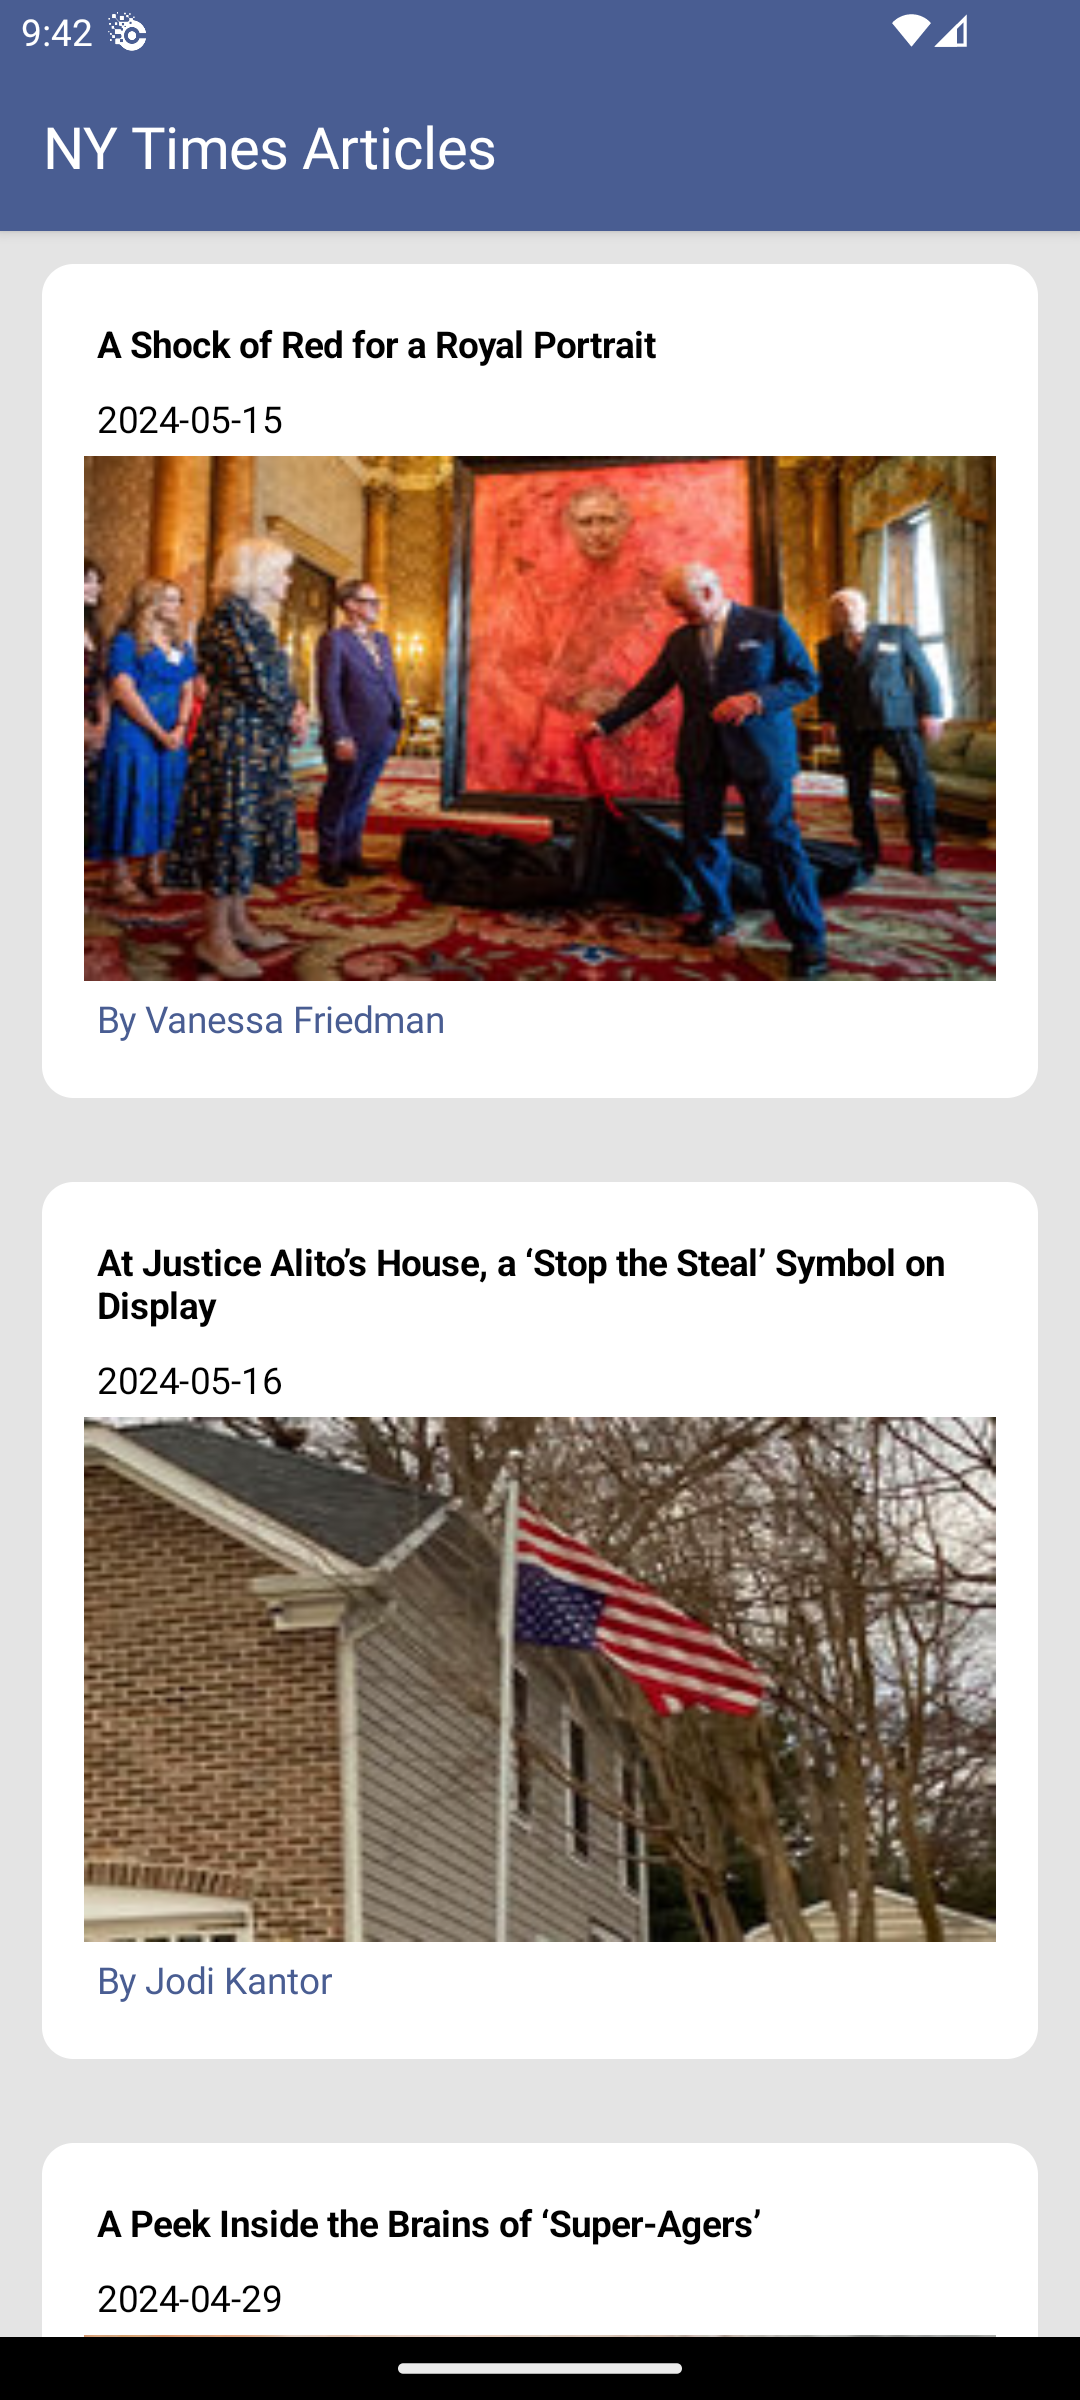 9:42
NY Times Articles
A Shock of Red for a Royal Portrait
2024-05-15
By Vanessa Friedman
At Justice Alito’s House, a ‘Stop the Steal’ Symbol on
Display
2024-05-16
By Jodi Kantor
A Peek Inside the Brains of ‘Super-Agers’
2024-04-29